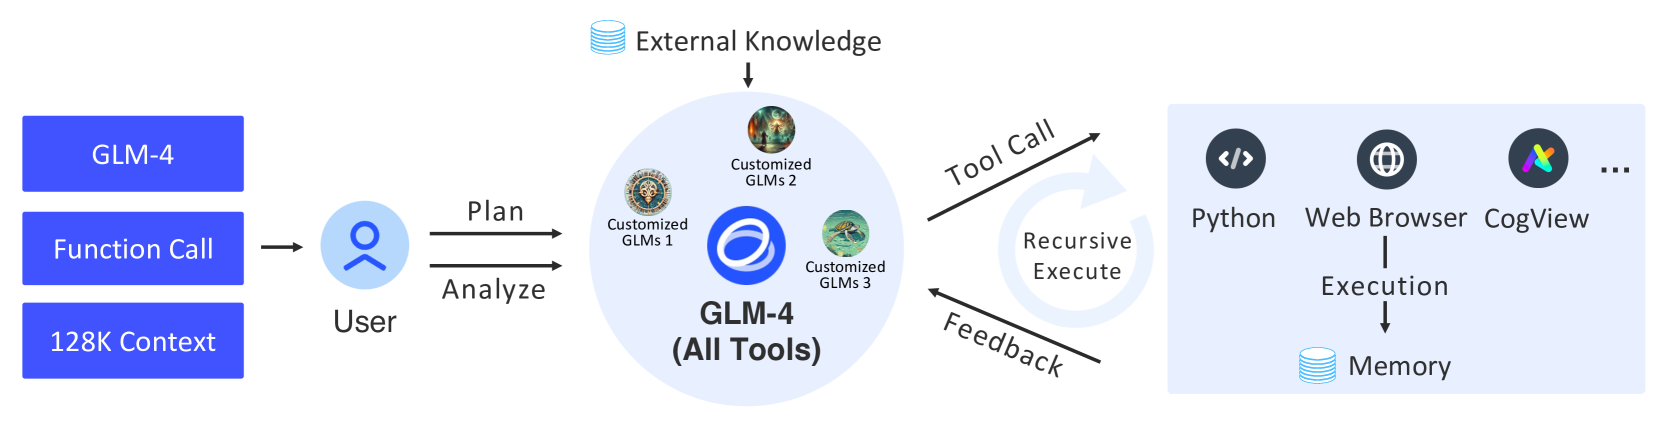 External Knowledge
GLM-4
Function Call
128K Context
User
Plan
Analyze
Customized
GLMs 2
Customized
GLMs 1
Customized
GLMs 3
GLM-4
(All Tools)
Tool Call
Recursive
Execute
Feedback
Python
Web Browser
CogView
...
Execution
Memory